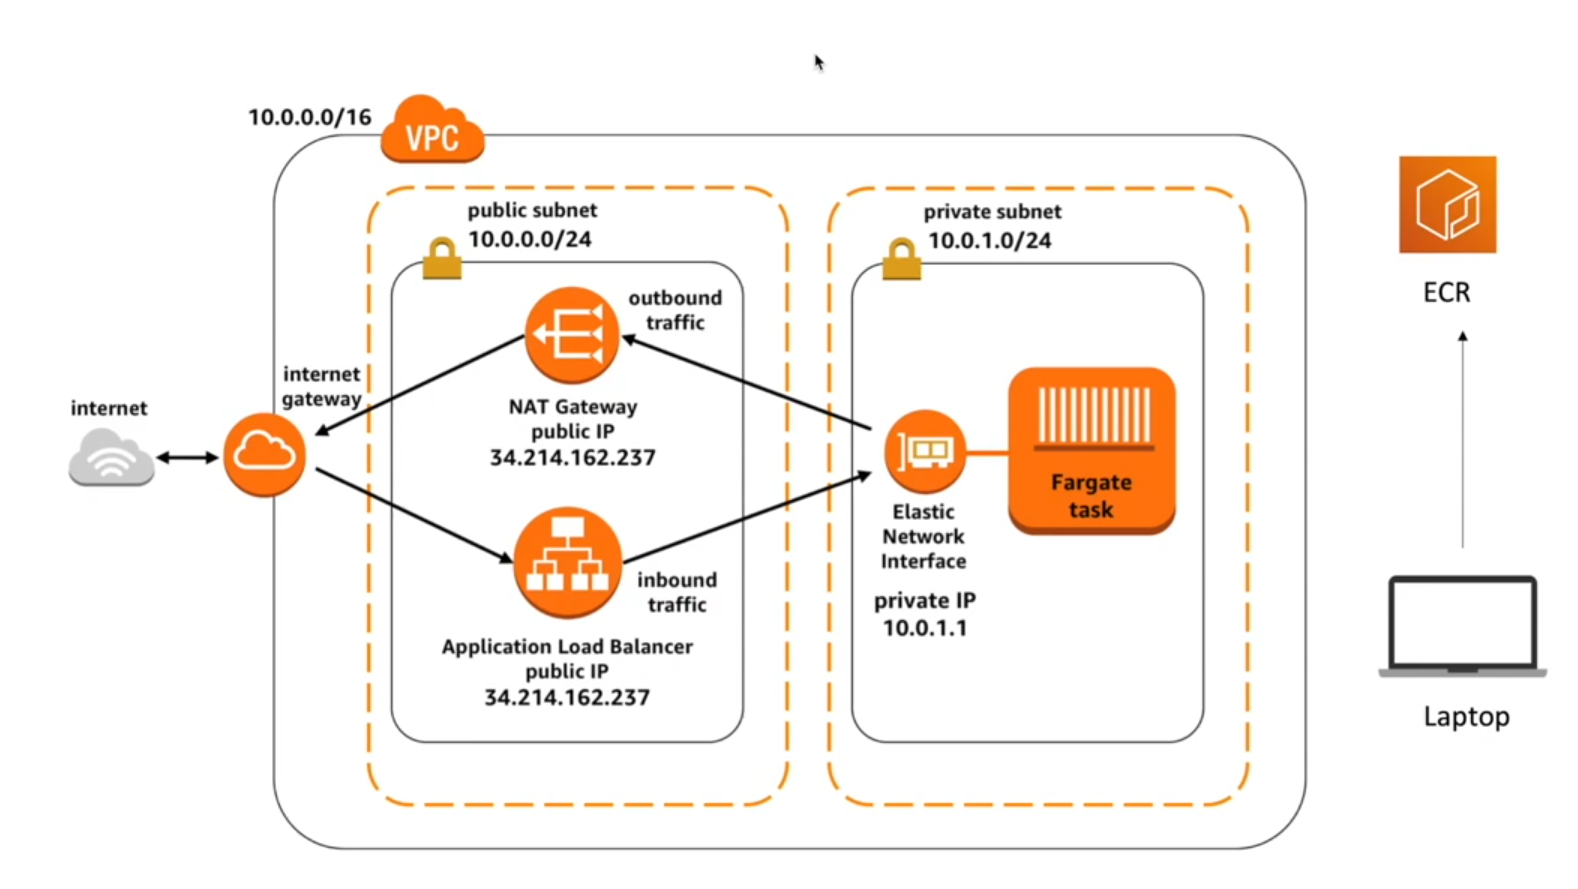 10.0.0.0/16
VPC
public subnet
10.0.0.0/24
private subnet
10.0.1.0/24
outbound
traffic
internet
gateway
internet
NAT Gateway
public IP
34.214.162.237
inbound
traffic
Application Load Balancer
public IP
34.214.162.237
Elastic
Network
Interface
private IP
10.0.1.1
Fargate
task
ECR
Laptop